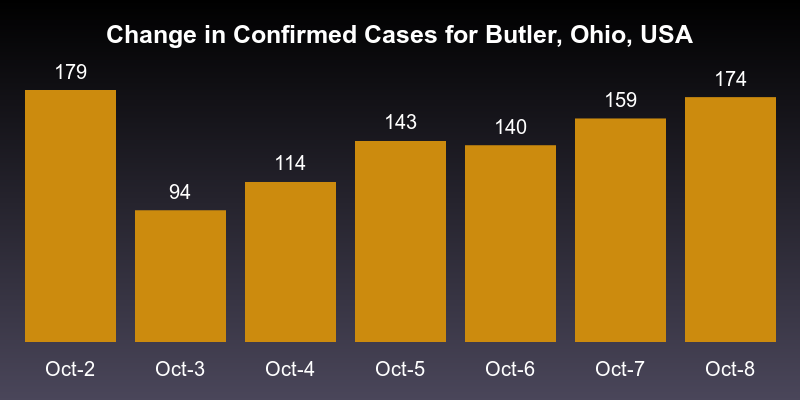 Change in Confirmed Cases for Butler, Ohio, USA
179
94
114
143
140
159
174
Oct-2
Oct-3
Oct-4
Oct-5
Oct-6
Oct-7
Oct-8